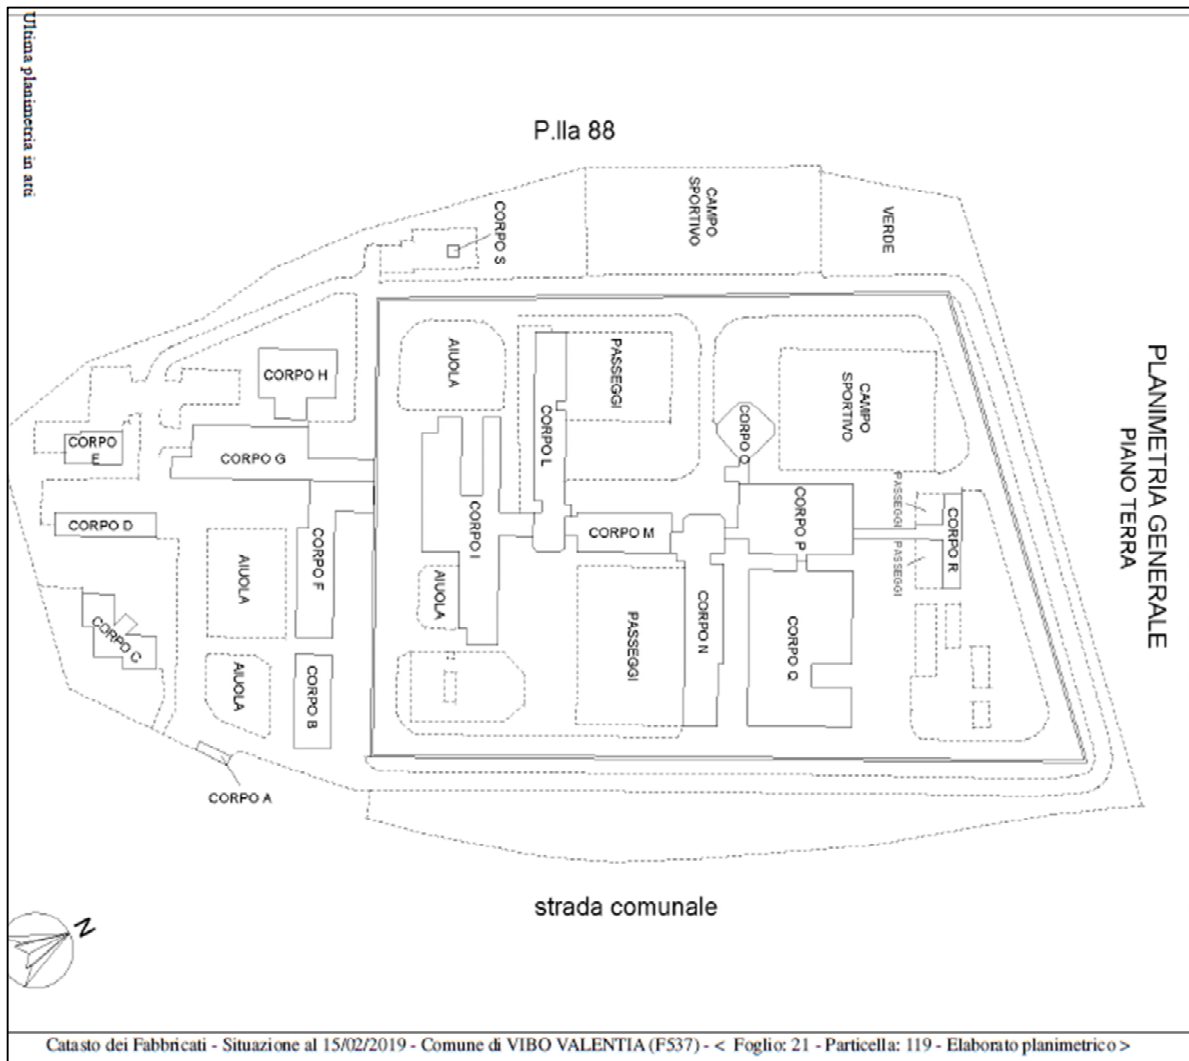 Ultima planimetria in atti
P.lla 88
CORPO S
CAMPO
SPORTIVO
VERDE
PLANIMETRIA GENERALE
PIANO TERRA
AIUOLA
PASSEGGI
CAMPO
SPORTIVO
CORPO H
CORPO L
CORPO O
CORPO
E
CORPO G
CORPO D
CORPO F
CORPO I
CORPO M
CORPO P
PASSEGGI
PASSEGGI
CORPO R
AIUOLA
AIUOLA
CORPO C
AIUOLA
CORPO B
PASSEGGI
CORPO N
CORPO Q
CORPO A
strada comunale
N
Catasto dei Fabbricati - Situazione al 15/02/2019 - Comune di VIBO VALENTIA (F537) - < Foglio: 21 - Particella: 119 - Elaborato planimetrico >